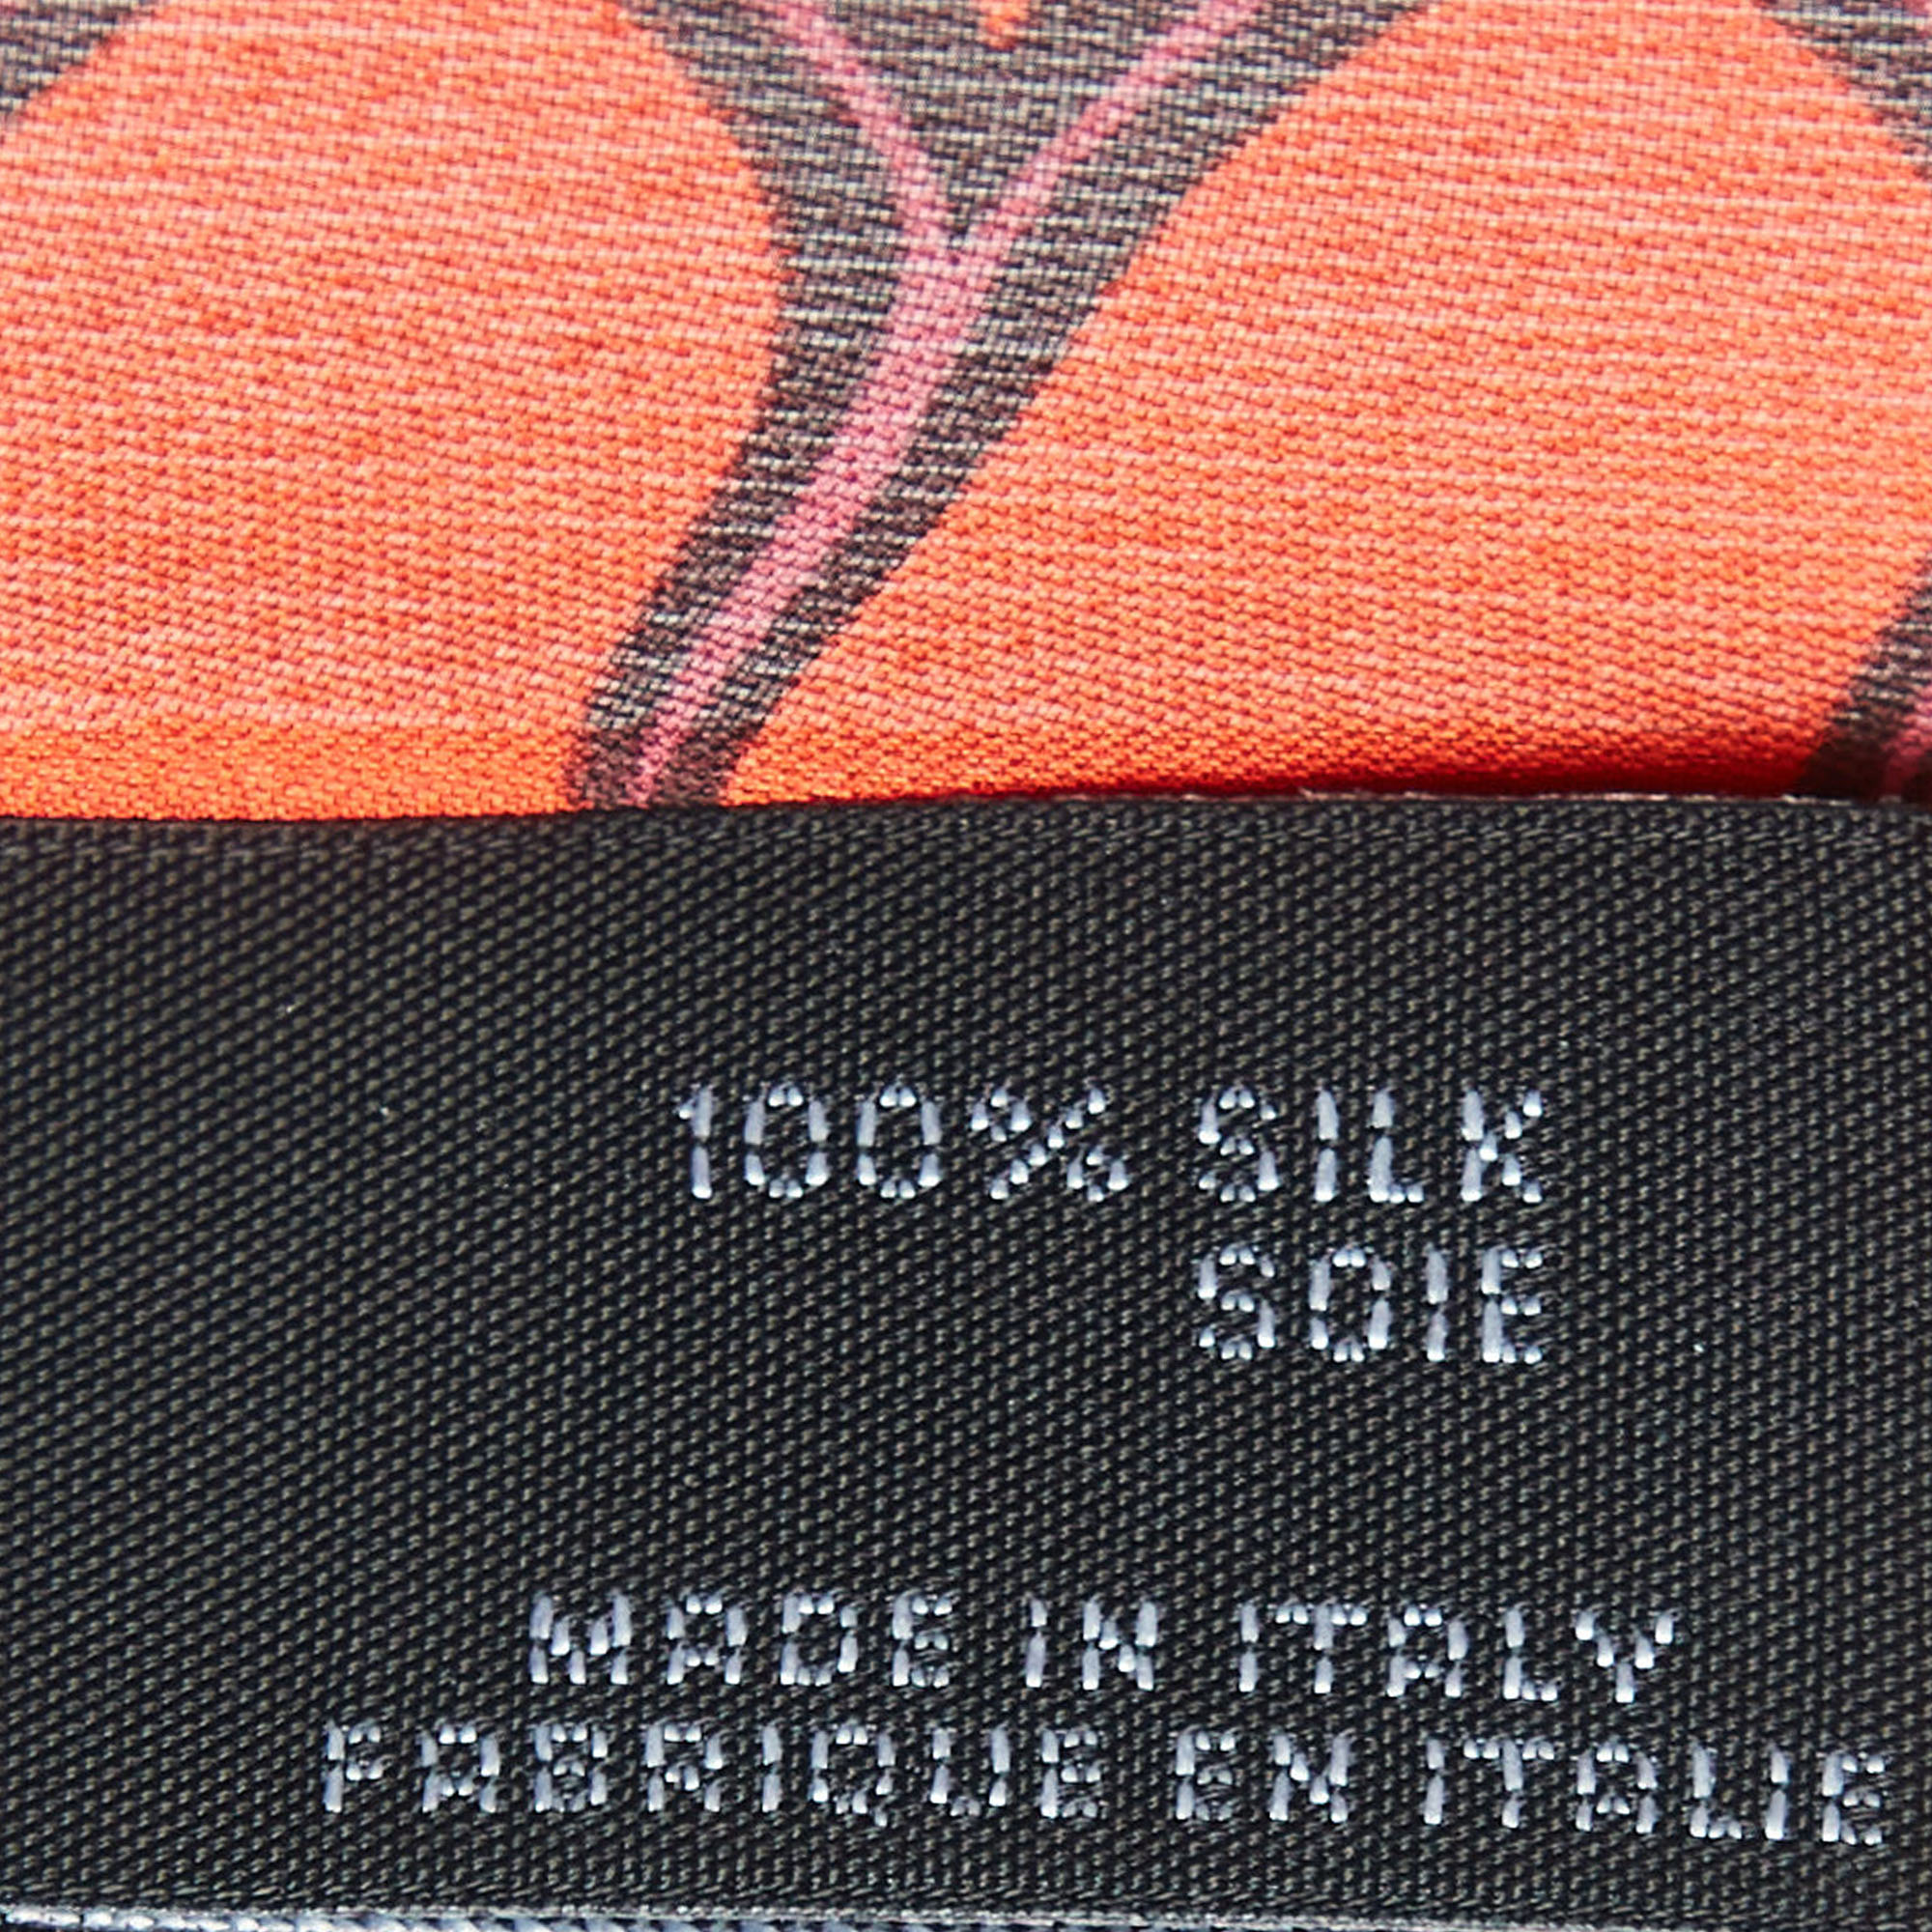 100% SILK
SOIE
MADE IN ITALY
FABRIQUE EN ITALIE